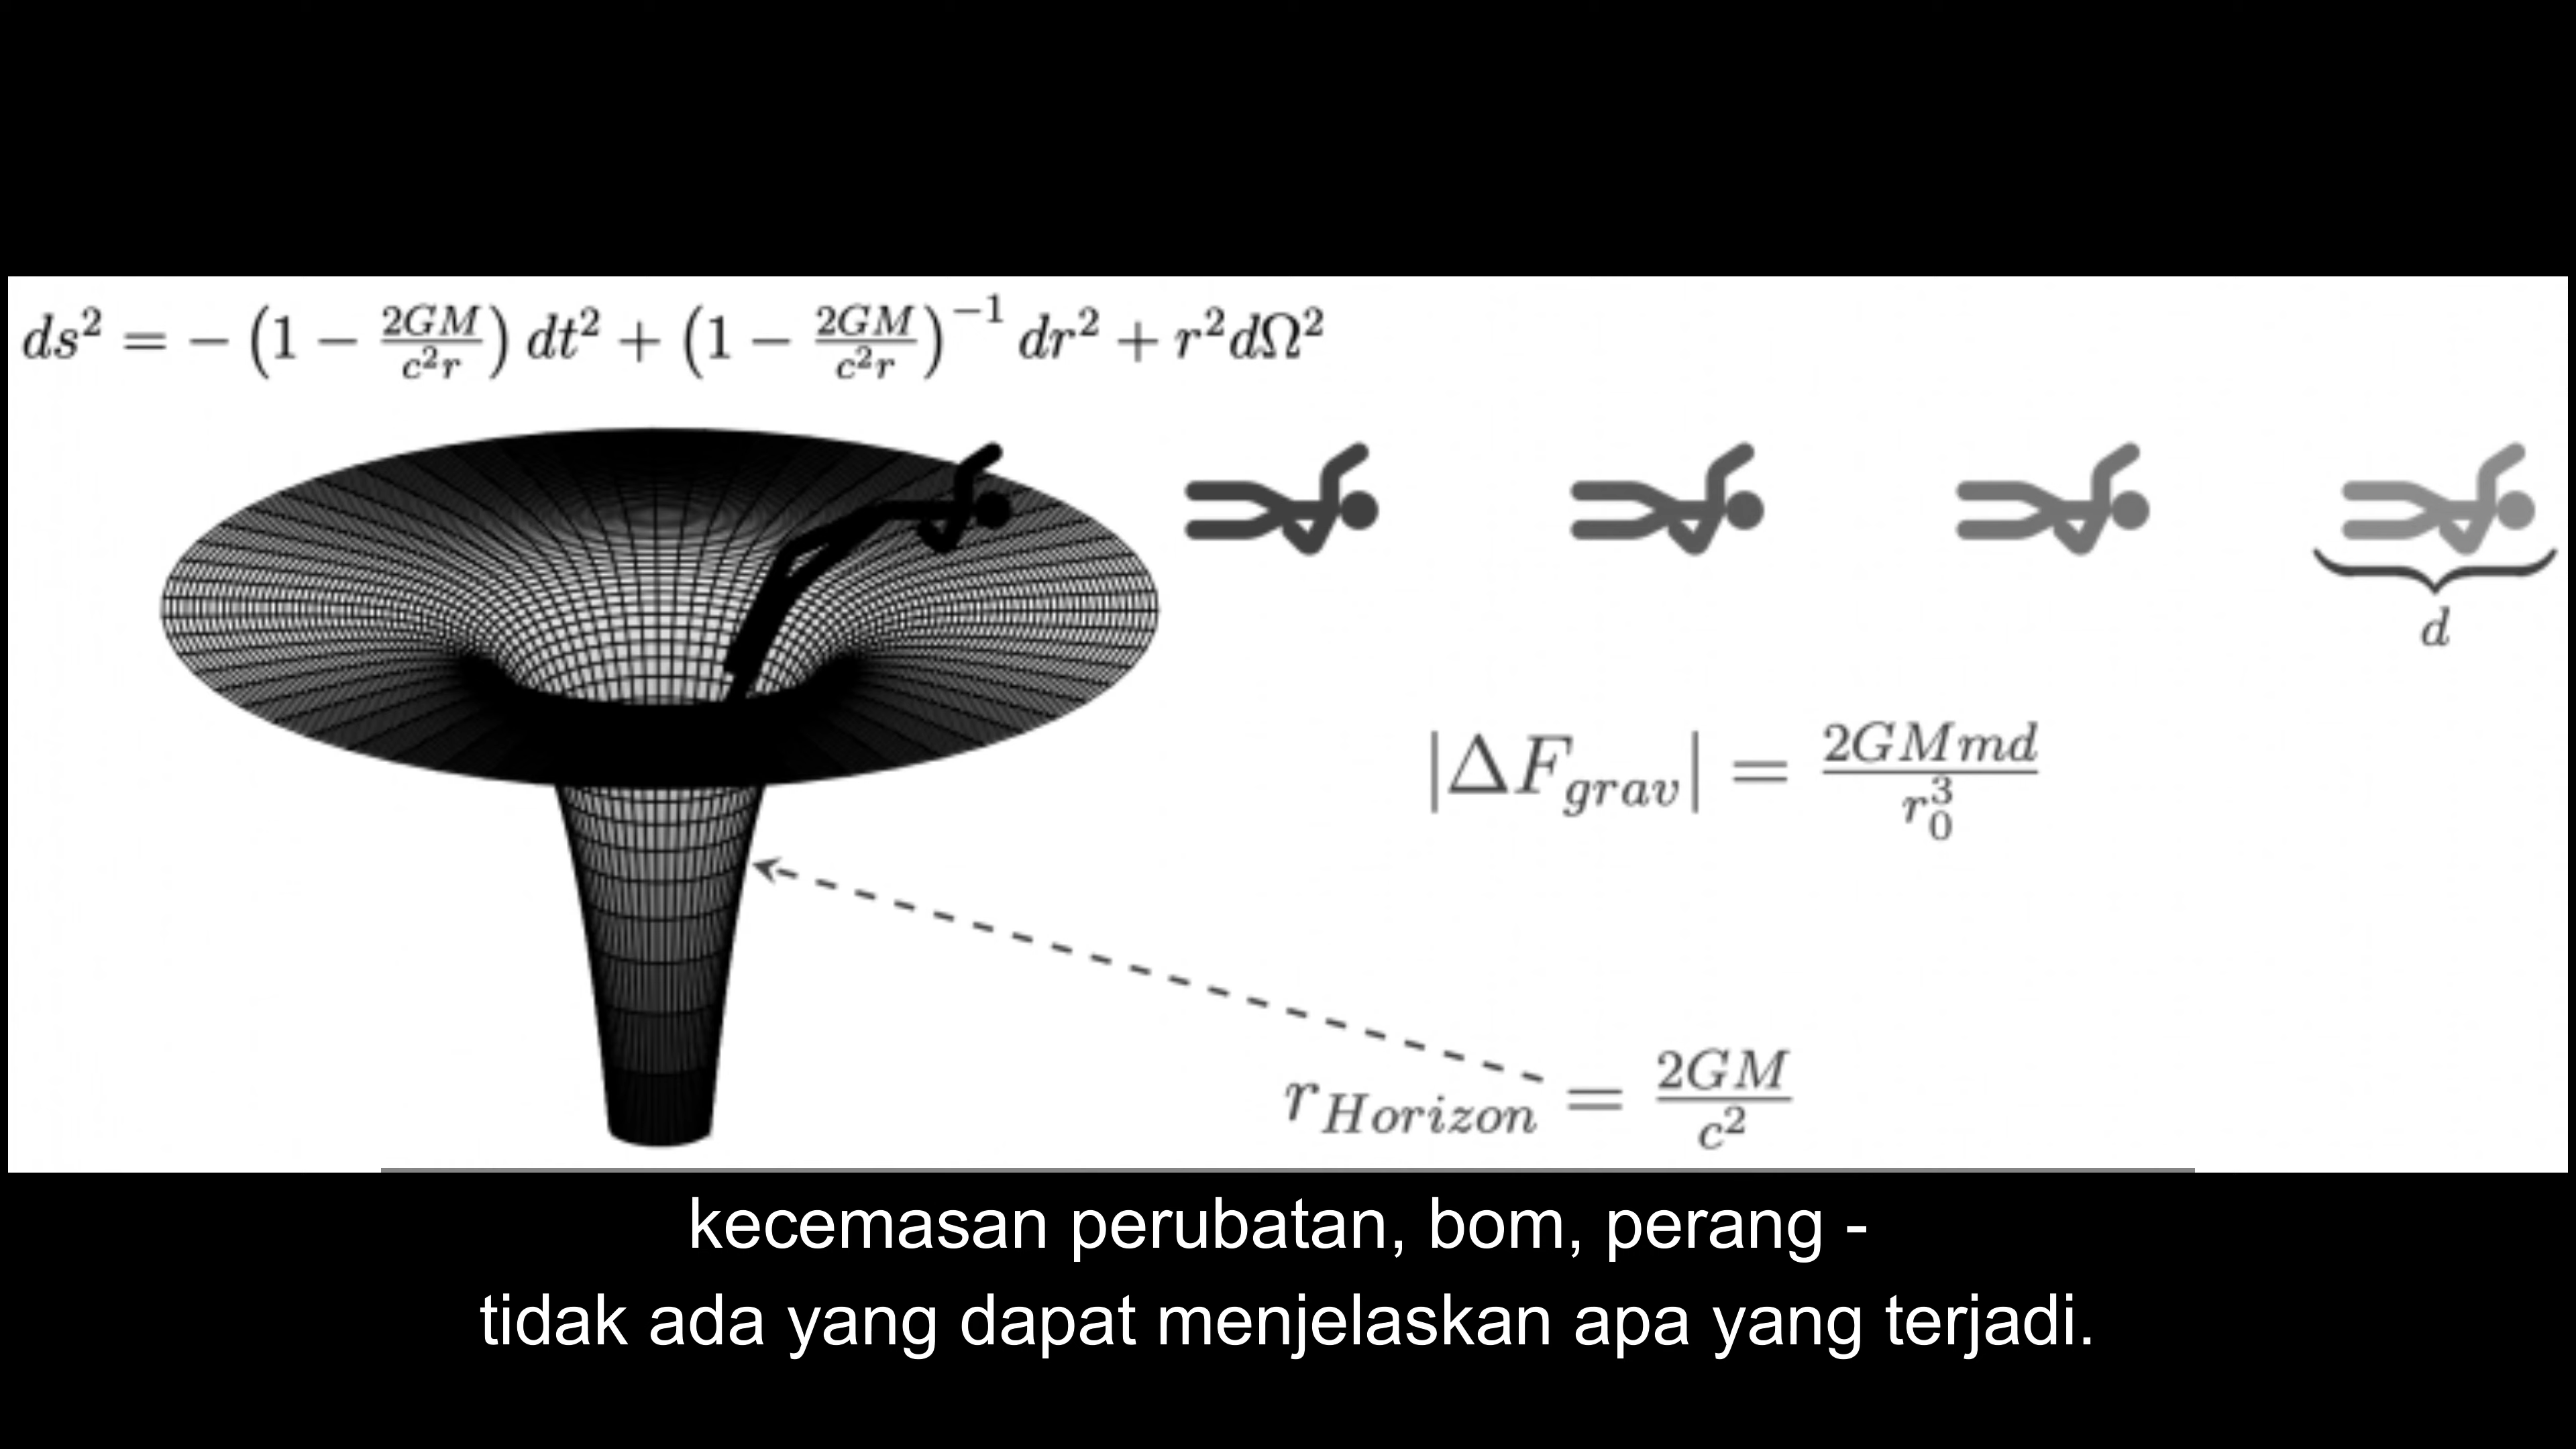 ds² = − (1 − 2GM/c²r) dt² + (1 − 2GM/c²r)⁻¹ dr² + r²dΩ²
d
|ΔF_grav| = 2GMmd/r₀³
r_Horizon = 2GM/c²
kecemasan perubatan, bom, perang -
tidak ada yang dapat menjelaskan apa yang terjadi.